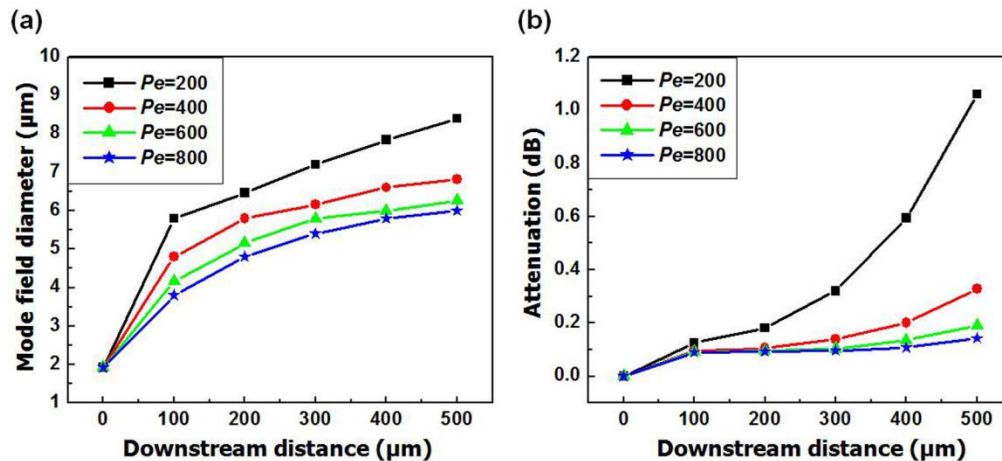 (a)
Mode field diameter (μm)
10
9
8
7
6
5
4
3
2
1
Pe=200
Pe=400
Pe=600
Pe=800
0 100 200 300 400 500
Downstream distance (μm)
(b)
Attenuation (dB)
1.2
1.0
0.8
0.6
0.4
0.2
0.0
Pe=200
Pe=400
Pe=600
Pe=800
0 100 200 300 400 500
Downstream distance (μm)